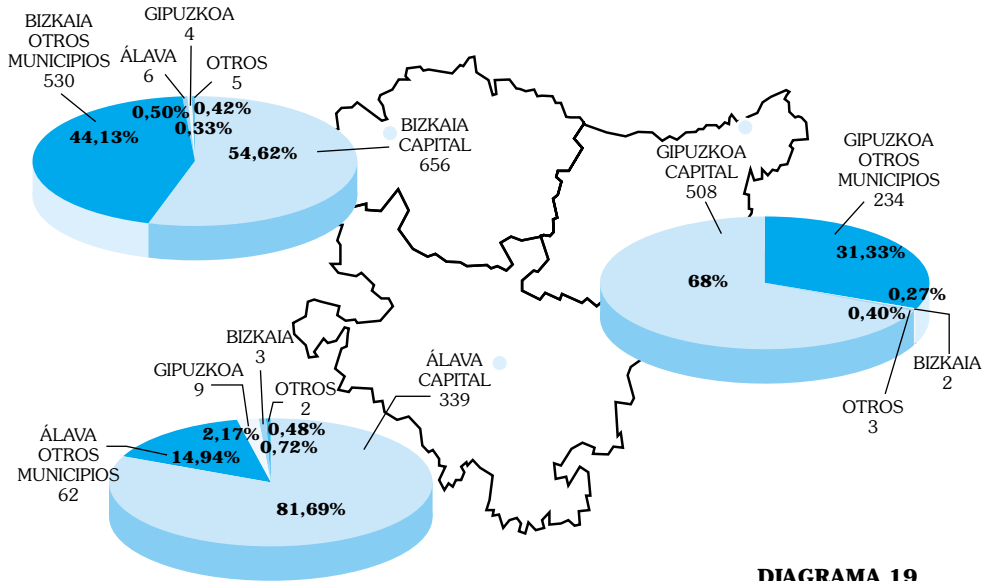 BIZKAIA
OTROS
MUNICIPIOS
530
GIPUZKOA
4
ÁLAVA
6
OTROS
5
0,50%
0,42%
0,33%
44,13%
54,62%
BIZKAIA
CAPITAL
656
GIPUZKOA
CAPITAL
508
GIPUZKOA
OTROS
MUNICIPIOS
234
31,33%
68%
0,27%
0,40%
BIZKAIA
2
OTROS
3
BIZKAIA
3
GIPUZKOA
9
OTROS
2
ÁLAVA
CAPITAL
339
ÁLAVA
OTROS
MUNICIPIOS
62
2,17%
0,48%
0,72%
14,94%
81,69%
DIAGRAMA 19